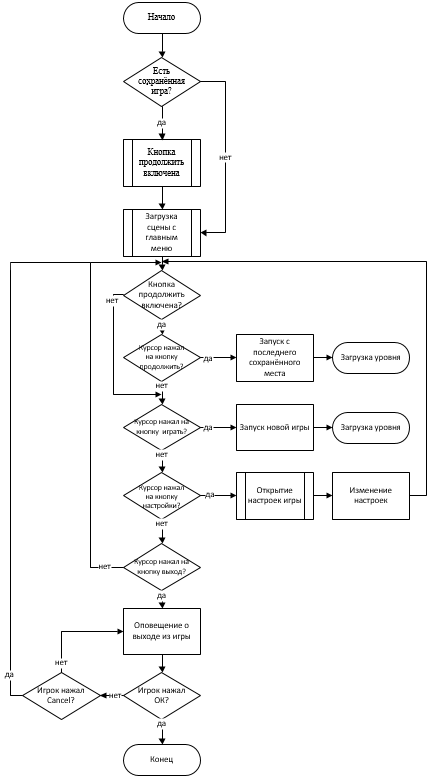 Начало
Есть
сохранённая
игра?
да
нет
Кнопка
продолжить
включена
Загрузка
сцены с
главным
меню
Кнопка
продолжить
включена?
нет
да
Курсор нажал
на кнопку
продолжить?
да
Запуск с
последнего
сохранённого
места
Загрузка уровня
нет
Курсор нажал на
кнопку играть?
да
Запуск новой игры
Загрузка уровня
нет
Курсор нажал
на кнопку
настройки?
да
Открытие
настроек игры
Изменение
настроек
нет
Курсор нажал на
кнопку выход?
нет
да
Оповещение о
выходе из игры
нет
да
Игрок нажал
Cancel?
нет
Игрок нажал
ОК?
да
Конец